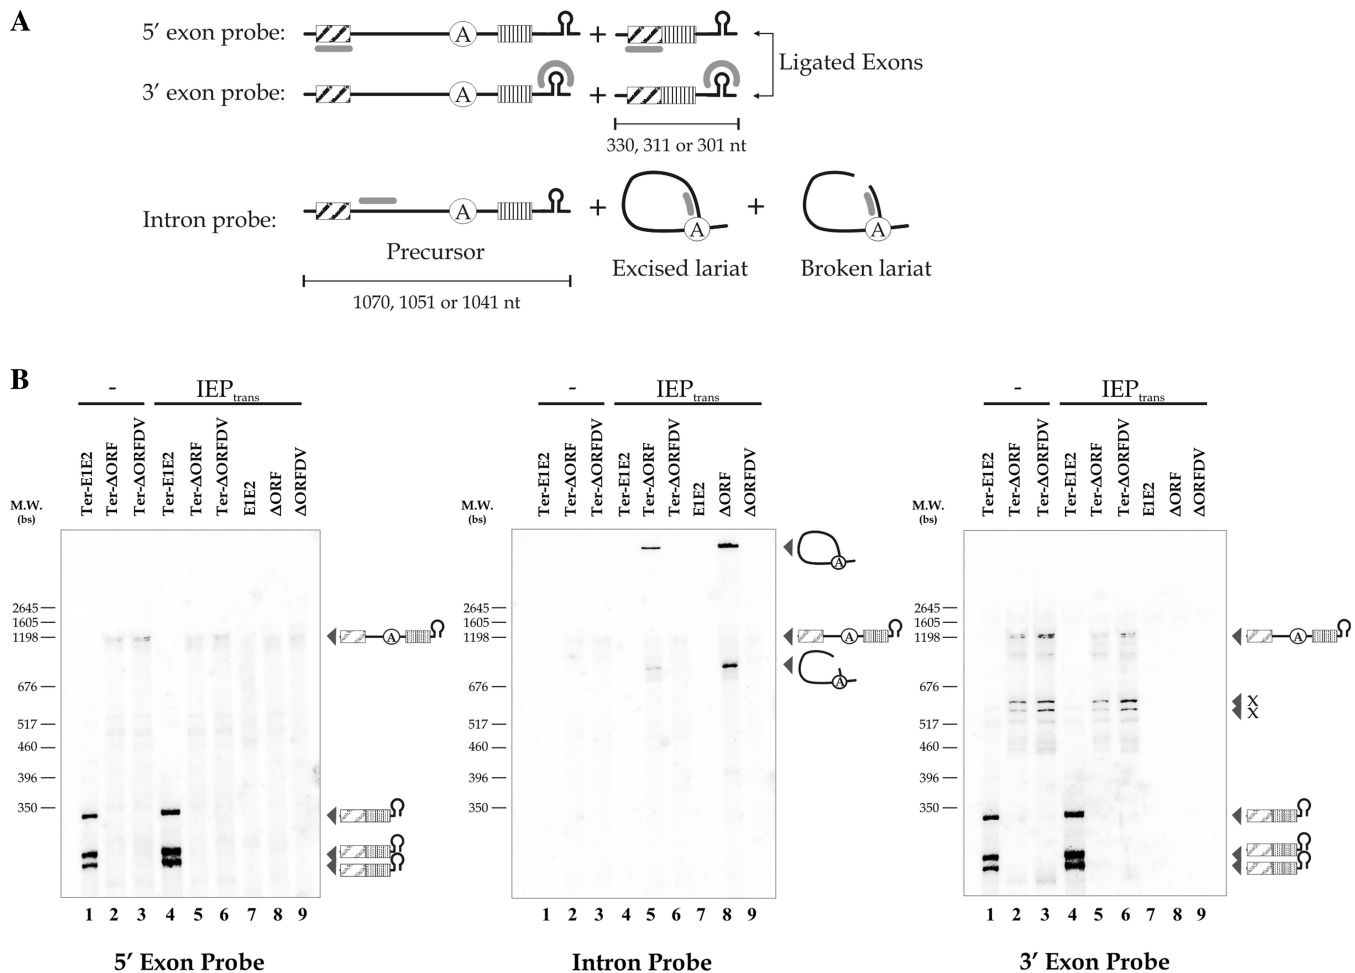 A
5′ exon probe: A + Ligated Exons
3′ exon probe: A +
330, 311 or 301 nt
Intron probe: A + A + A
Precursor Excised lariat Broken lariat
1070, 1051 or 1041 nt
B
- IEPtrans
Ter-E1E2 Ter-ΔORF Ter-ΔORFDV Ter-E1E2 Ter-ΔORF Ter-ΔORFDV E1E2 ΔORF ΔORFDV
M.W.
(bs)
2645
1605
1198
676
517
460
396
350
A
1 2 3 4 5 6 7 8 9
5′ Exon Probe
- IEPtrans
Ter-E1E2 Ter-ΔORF Ter-ΔORFDV Ter-E1E2 Ter-ΔORF Ter-ΔORFDV E1E2 ΔORF ΔORFDV
M.W.
(bs)
2645
1605
1198
676
517
460
396
350
A
A
A
1 2 3 4 5 6 7 8 9
Intron Probe
- IEPtrans
Ter-E1E2 Ter-ΔORF Ter-ΔORFDV Ter-E1E2 Ter-ΔORF Ter-ΔORFDV E1E2 ΔORF ΔORFDV
M.W.
(bs)
2645
1605
1198
676
517
460
396
350
A
X
X
1 2 3 4 5 6 7 8 9
3′ Exon Probe